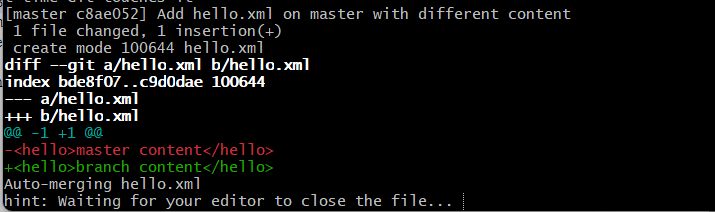 [master c8ae052] Add hello.xml on master with different content
1 file changed, 1 insertion(+)
create mode 100644 hello.xml
diff --git a/hello.xml b/hello.xml
index bde8f07..c9d0dae 100644
--- a/hello.xml
+++ b/hello.xml
@@ -1 +1 @@
-<hello>master content</hello>
+<hello>branch content</hello>
Auto-merging hello.xml
hint: Waiting for your editor to close the file...